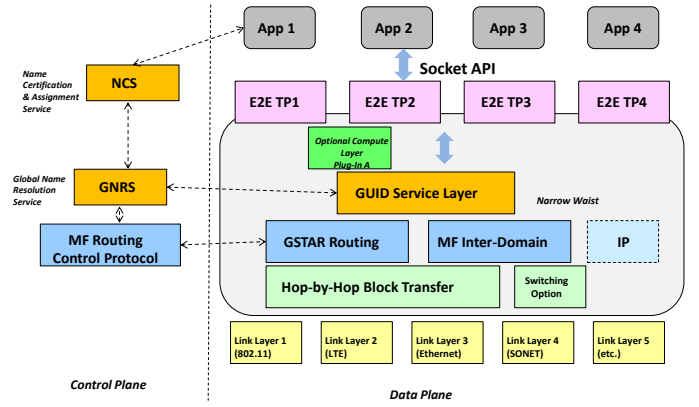 App 1
App 2
App 3
App 4
Name
Certification
& Assignment
Service
NCS
Socket API
E2E TP1
E2E TP2
E2E TP3
E2E TP4
Optional Compute
Layer
Plug-In A
Global Name
Resolution
Service
GNRS
GUID Service Layer
Narrow Waist
MF Routing
Control Protocol
GSTAR Routing
MF Inter-Domain
IP
Hop-by-Hop Block Transfer
Switching
Option
Link Layer 1
(802.11)
Link Layer 2
(LTE)
Link Layer 3
(Ethernet)
Link Layer 4
(SONET)
Link Layer 5
(etc.)
Control Plane
Data Plane